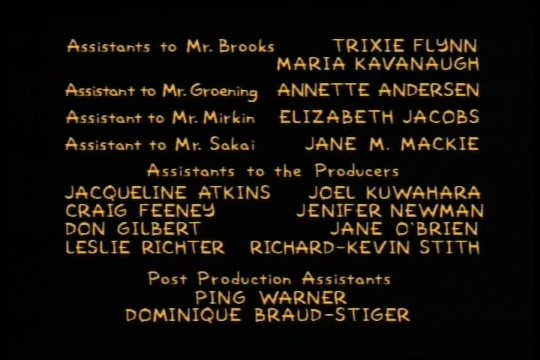 Assistants to Mr. Brooks TRIXIE FLYNN
MARIA KAVANAUGH
Assistant to Mr. Groening ANNETTE ANDERSEN
Assistant to Mr. Mirkin ELIZABETH JACOBS
Assistant to Mr. Sakai JANE M. MACKIE
Assistants to the Producers
JACQUELINE ATKINS JOEL KUWAHARA
CRAIG FEENEY JENIFER NEWMAN
DON GILBERT JANE O'BRIEN
LESLIE RICHTER RICHARD-KEVIN STITH
Post Production Assistants
PING WARNER
DOMINIQUE BRAUD-STIGER